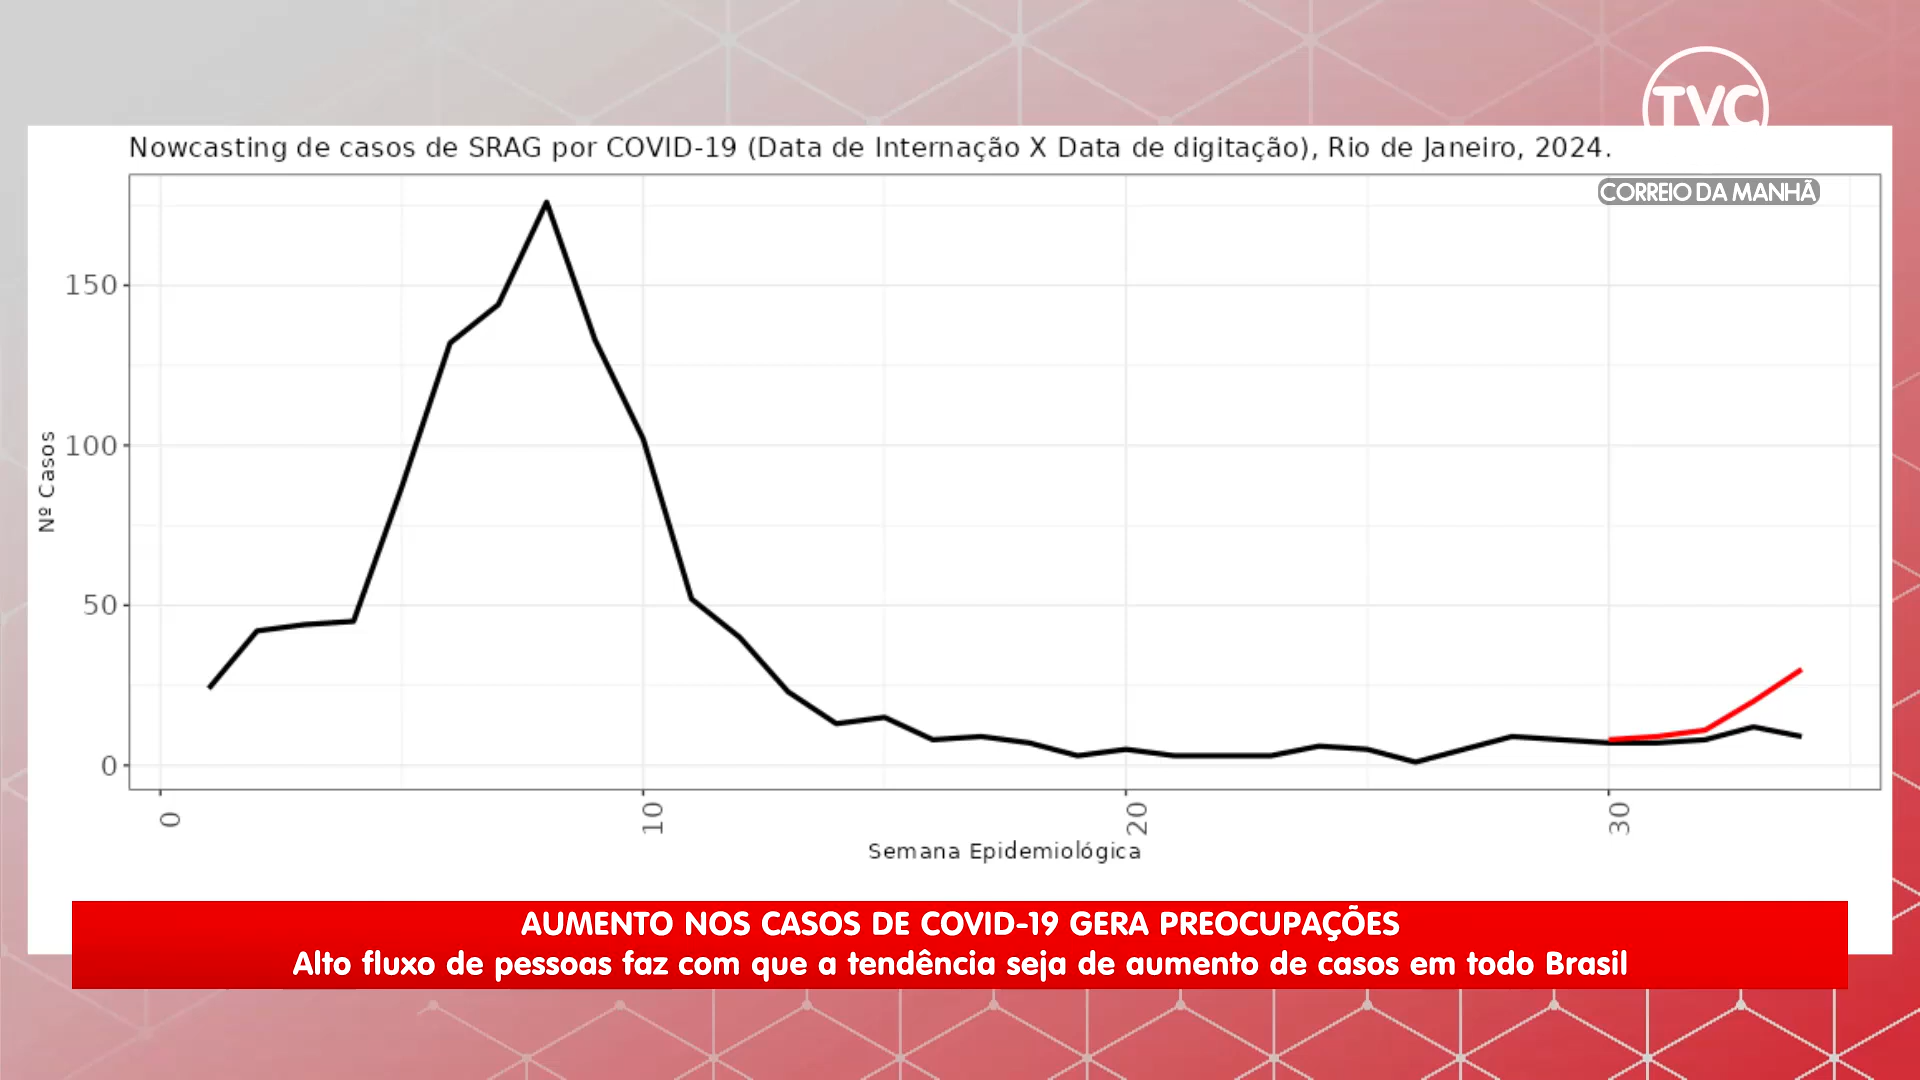 TVC
Nowcasting de casos de SRAG por COVID-19 (Data de Internação X Data de digitação), Rio de Janeiro, 2024.
CORREIO DA MANHÃ
150
100
50
0
Nº Casos
0
10
20
30
Semana Epidemiológica
AUMENTO NOS CASOS DE COVID-19 GERA PREOCUPAÇÕES
Alto fluxo de pessoas faz com que a tendência seja de aumento de casos em todo Brasil